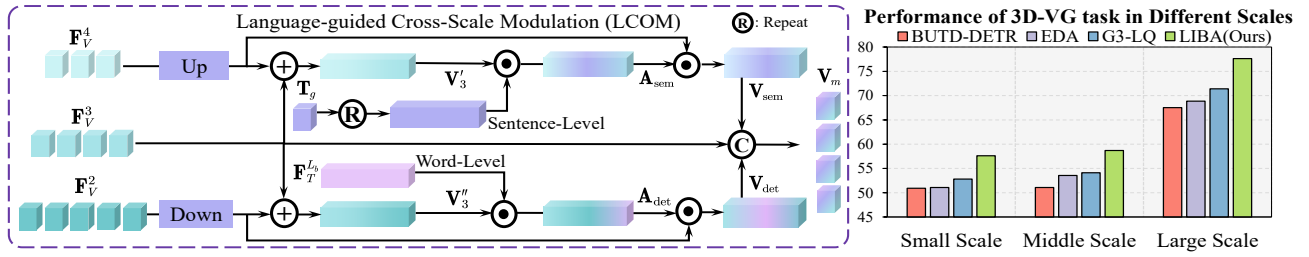 Language-guided Cross-Scale Modulation (LCOM)
R : Repeat
F_V^4
Up
V'_3
A_sem
V_sem
V_m
T_g
R
Sentence-Level
F_V^3
C
F_T^{L_b}
Word-Level
F_V^2
Down
V''_3
A_det
V_det
Performance of 3D-VG task in Different Scales
BUTD-DETR EDA G3-LQ LIBA(Ours)
80
75
70
65
60
55
50
45
Small Scale Middle Scale Large Scale